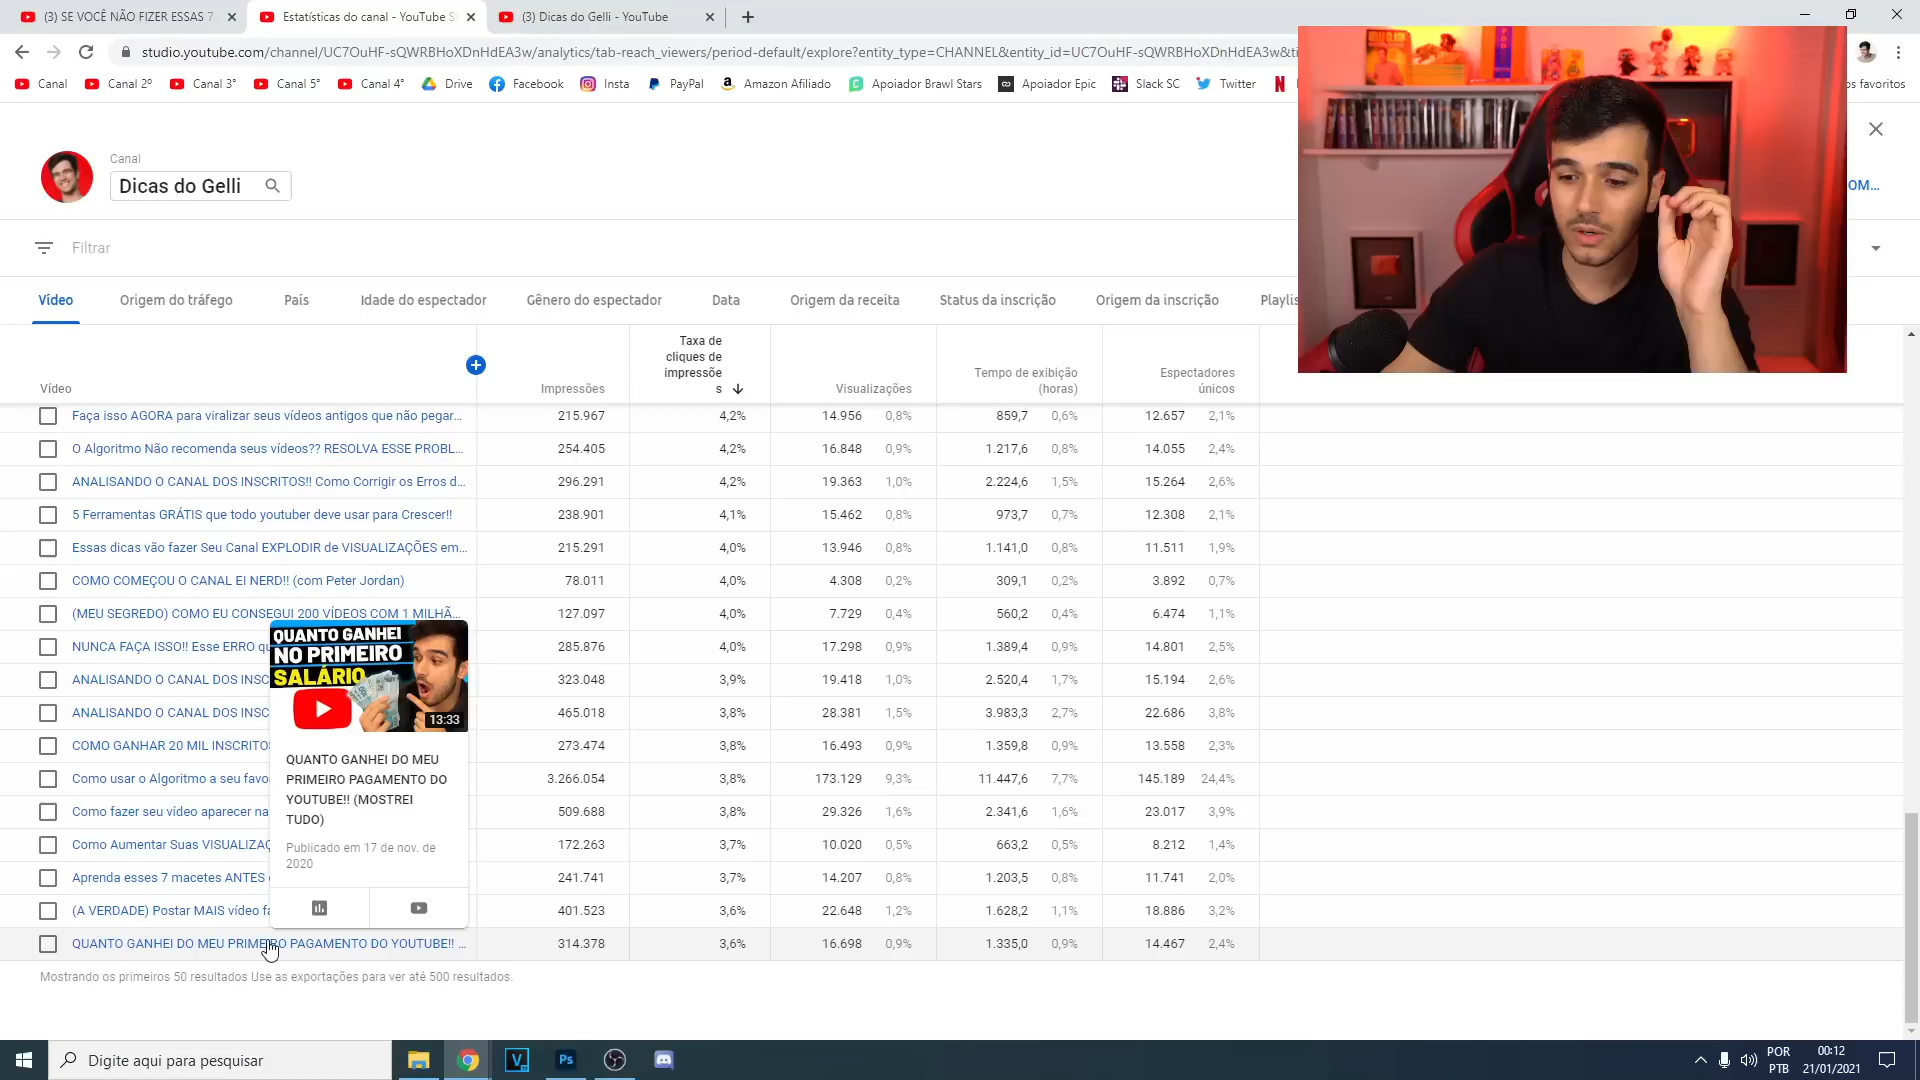 (3) SE VOCÊ NÃO FIZER ESSAS 7
Estatísticas do canal - YouTube S
(3) Dicas do Gelli - YouTube
studio.youtube.com/channel/UC7OuHF-sQWRBHoXDnHdEA3w/analytics/tab-reach_viewers/period-default/explore?entity_type=CHANNEL&entity_id=UC7OuHF-sQWRBHoXDnHdEA3w&ti
Canal
Canal 2º
Canal 3°
Canal 5°
Canal 4°
Drive
Facebook
Insta
PayPal
Amazon Afiliado
Apoiador Brawl Stars
Apoiador Epic
Slack SC
Twitter
os favoritos
Canal
Dicas do Gelli
OM...
Filtrar
Vídeo Origem do tráfego País Idade do espectador Gênero do espectador Data Origem da receita Status da inscrição Origem da inscrição Playlis
Vídeo
Impressões
Taxa de
cliques de
impressõe
s
Visualizações
Tempo de exibição
(horas)
Espectadores
únicos
Faça isso AGORA para viralizar seus vídeos antigos que não pegar... 215.967 4,2% 14.956 0,8% 859,7 0,6% 12.657 2,1%
O Algoritmo Não recomenda seus vídeos?? RESOLVA ESSE PROBL... 254.405 4,2% 16.848 0,9% 1.217,6 0,8% 14.055 2,4%
ANALISANDO O CANAL DOS INSCRITOS!! Como Corrigir os Erros d... 296.291 4,2% 19.363 1,0% 2.224,6 1,5% 15.264 2,6%
5 Ferramentas GRÁTIS que todo youtuber deve usar para Crescer!! 238.901 4,1% 15.462 0,8% 973,7 0,7% 12.308 2,1%
Essas dicas vão fazer Seu Canal EXPLODIR de VISUALIZAÇÕES em... 215.291 4,0% 13.946 0,8% 1.141,0 0,8% 11.511 1,9%
COMO COMEÇOU O CANAL EI NERD!! (com Peter Jordan) 78.011 4,0% 4.308 0,2% 309,1 0,2% 3.892 0,7%
(MEU SEGREDO) COMO EU CONSEGUI 200 VÍDEOS COM 1 MILHÃ... 127.097 4,0% 7.729 0,4% 560,2 0,4% 6.474 1,1%
NUNCA FAÇA ISSO!! Esse ERRO qu 285.876 4,0% 17.298 0,9% 1.389,4 0,9% 14.801 2,5%
ANALISANDO O CANAL DOS INSC 323.048 3,9% 19.418 1,0% 2.520,4 1,7% 15.194 2,6%
ANALISANDO O CANAL DOS INSC 465.018 3,8% 28.381 1,5% 3.983,3 2,7% 22.686 3,8%
COMO GANHAR 20 MIL INSCRITOS 273.474 3,8% 16.493 0,9% 1.359,8 0,9% 13.558 2,3%
Como usar o Algoritmo a seu favo 3.266.054 3,8% 173.129 9,3% 11.447,6 7,7% 145.189 24,4%
Como fazer seu vídeo aparecer na 509.688 3,8% 29.326 1,6% 2.341,6 1,6% 23.017 3,9%
Como Aumentar Suas VISUALIZAÇ 172.263 3,7% 10.020 0,5% 663,2 0,5% 8.212 1,4%
Aprenda esses 7 macetes ANTES 241.741 3,7% 14.207 0,8% 1.203,5 0,8% 11.741 2,0%
(A VERDADE) Postar MAIS vídeo fa 401.523 3,6% 22.648 1,2% 1.628,2 1,1% 18.886 3,2%
QUANTO GANHEI DO MEU PRIMEIRO PAGAMENTO DO YOUTUBE!! ... 314.378 3,6% 16.698 0,9% 1.335,0 0,9% 14.467 2,4%
QUANTO GANHEI
NO PRIMEIRO
SALÁRIO
13:33
QUANTO GANHEI DO MEU
PRIMEIRO PAGAMENTO DO
YOUTUBE!! (MOSTREI
TUDO)
Publicado em 17 de nov. de
2020
Mostrando os primeiros 50 resultados Use as exportações para ver até 500 resultados.
Digite aqui para pesquisar
Ps
POR
PTB
00:12
21/01/2021